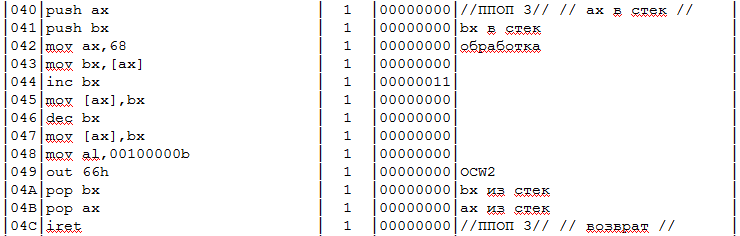 |040|push ax | 1 |00000000|//ППОП 3// // ax в стек //
|041|push bx | 1 |00000000|bx в стек
|042|mov ax,68 | 1 |00000000|обработка
|043|mov bx,[ax] | 1 |00000000|
|044|inc bx | 1 |00000011|
|045|mov [ax],bx | 1 |00000000|
|046|dec bx | 1 |00000000|
|047|mov [ax],bx | 1 |00000000|
|048|mov al,00100000b | 1 |00000000|
|049|out 66h | 1 |00000000|OCW2
|04A|pop bx | 1 |00000000|bx из стек
|04B|pop ax | 1 |00000000|ax из стек
|04C|iret | 1 |00000000|//ППОП 3// // возврат //